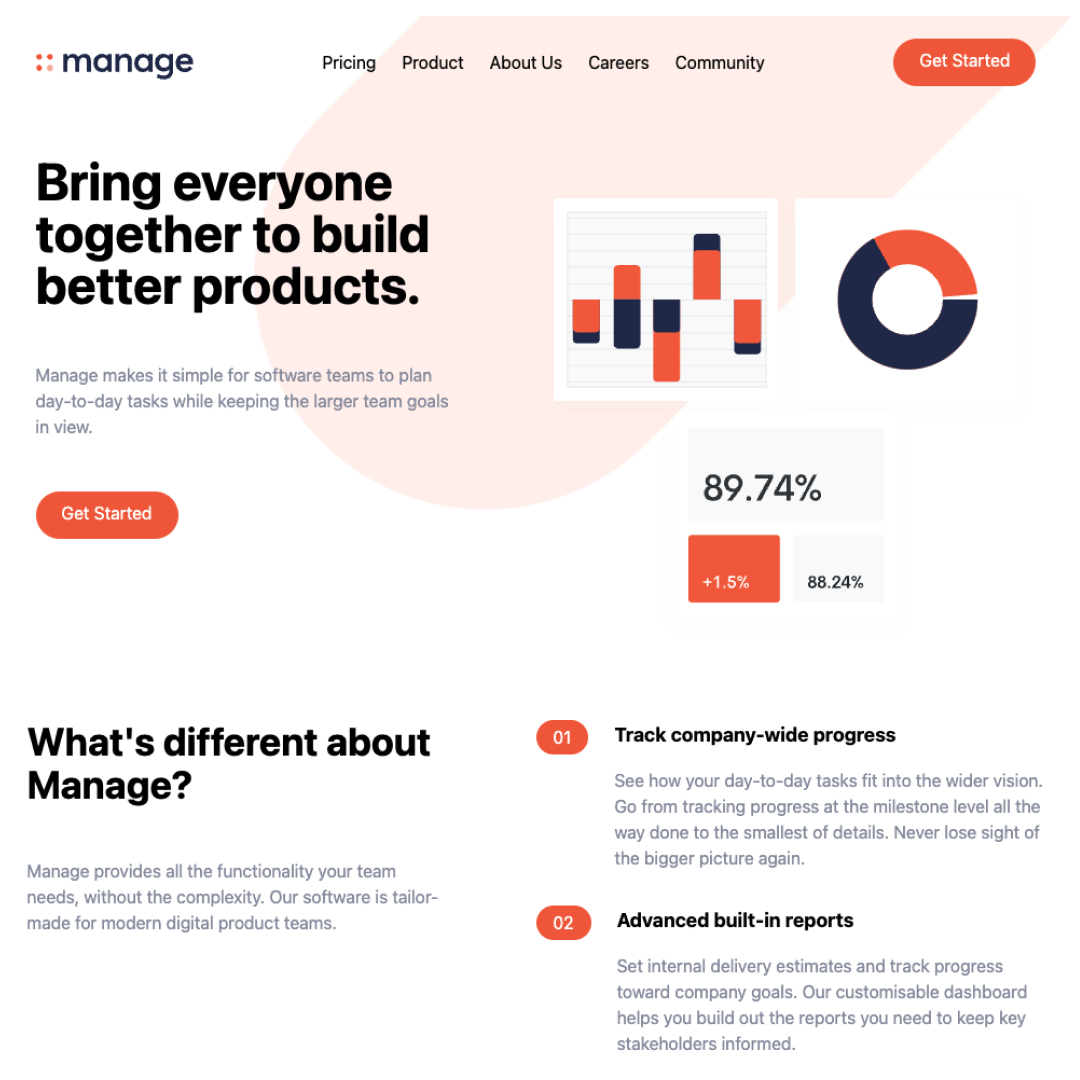 manage
Pricing Product About Us Careers Community
Get Started
Bring everyone
together to build
better products.
Manage makes it simple for software teams to plan
day-to-day tasks while keeping the larger team goals
in view.
Get Started
89.74%
+1.5%
88.24%
What's different about
Manage?
Manage provides all the functionality your team
needs, without the complexity. Our software is tailor-
made for modern digital product teams.
01
Track company-wide progress
See how your day-to-day tasks fit into the wider vision.
Go from tracking progress at the milestone level all the
way done to the smallest of details. Never lose sight of
the bigger picture again.
02
Advanced built-in reports
Set internal delivery estimates and track progress
toward company goals. Our customisable dashboard
helps you build out the reports you need to keep key
stakeholders informed.